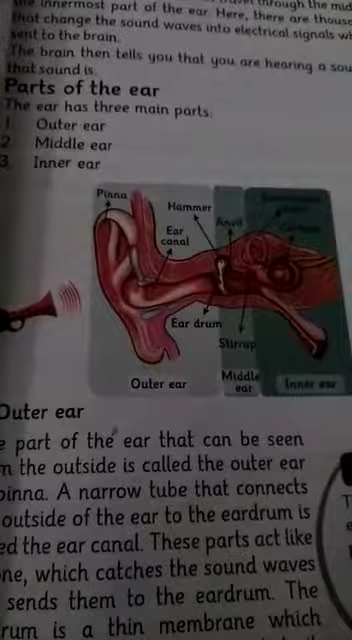 the innermost part of the ear. Here, there are
that change the sound waves into electrical signals
sent to the brain.
The brain then tells you that you are hearing a
that sound is.
Parts of the ear
The ear has three main parts.
1. Outer ear
2. Middle ear
3. Inner ear
Pinna
Hammer
Anvil
Ear canal
Ear drum
Stirrup
Outer ear
Middle ear
Inner ear
Outer ear
part of the ear that can be seen
the outside is called the outer ear
pinna. A narrow tube that connects
outside of the ear to the eardrum is
the ear canal. These parts act like
which catches the sound waves
sends them to the eardrum. The
is a thin membrane which